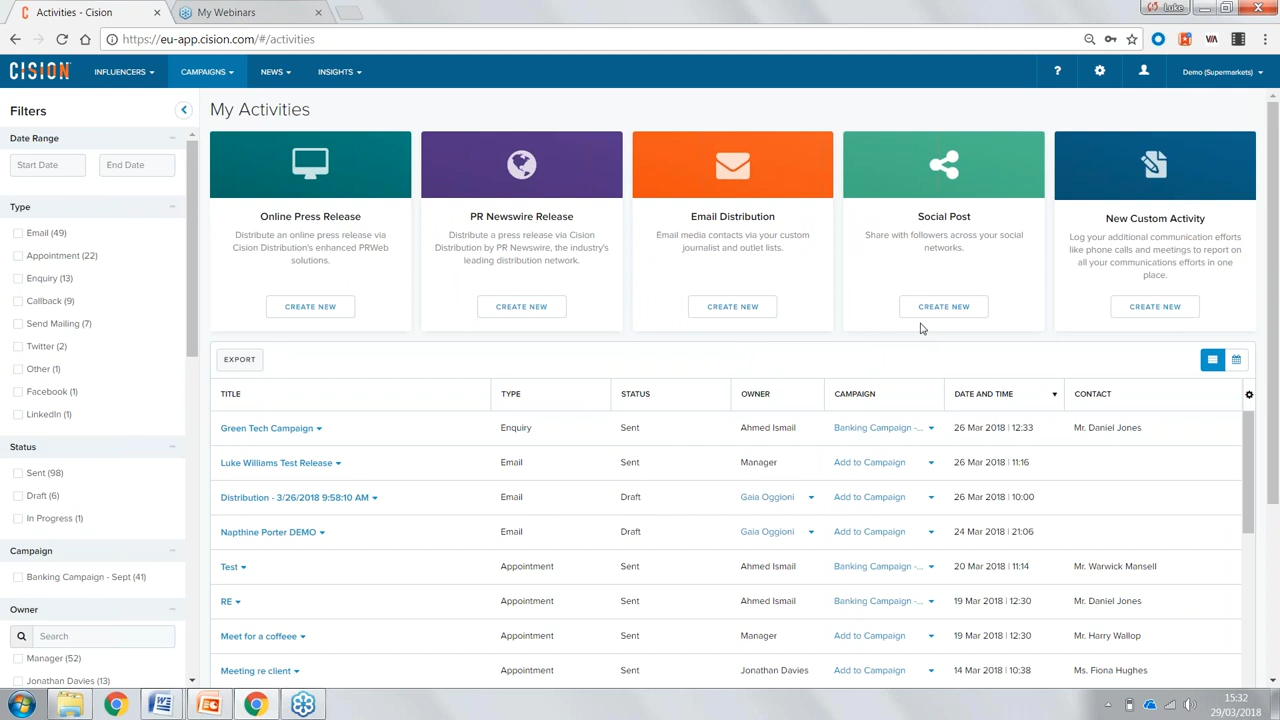 Activities - Cision
My Webinars
Luke
https://eu-app.cision.com/#/activities
CISION
INFLUENCERS
CAMPAIGNS
NEWS
INSIGHTS
?
Demo (Supermarkets)
Filters
Date Range
Start Date
End Date
Type
Email (49)
Appointment (22)
Enquiry (13)
Callback (9)
Send Mailing (7)
Twitter (2)
Other (1)
Facebook (1)
LinkedIn (1)
Status
Sent (98)
Draft (6)
In Progress (1)
Campaign
Banking Campaign - Sept (41)
Owner
Search
Manager (52)
Jonathan Davies (13)
My Activities
Online Press Release
Distribute an online press release via
Cision Distribution's enhanced PRWeb
solutions.
CREATE NEW
PR Newswire Release
Distribute a press release via Cision
Distribution by PR Newswire, the industry's
leading distribution network.
CREATE NEW
Email Distribution
Email media contacts via your custom
journalist and outlet lists.
CREATE NEW
Social Post
Share with followers across your social
networks.
CREATE NEW
New Custom Activity
Log your additional communication efforts
like phone calls and meetings to report on
all your communications efforts in one
place.
CREATE NEW
EXPORT
TITLE TYPE STATUS OWNER CAMPAIGN DATE AND TIME CONTACT
Green Tech Campaign Enquiry Sent Ahmed Ismail Banking Campaign -... 26 Mar 2018 | 12:33 Mr. Daniel Jones
Luke Williams Test Release Email Sent Manager Add to Campaign 26 Mar 2018 | 11:16
Distribution - 3/26/2018 9:58:10 AM Email Draft Gaia Oggioni Add to Campaign 26 Mar 2018 | 10:00
Napthine Porter DEMO Email Draft Gaia Oggioni Add to Campaign 24 Mar 2018 | 21:06
Test Appointment Sent Ahmed Ismail Banking Campaign -... 20 Mar 2018 | 11:14 Mr. Warwick Mansell
RE Appointment Sent Ahmed Ismail Banking Campaign -... 19 Mar 2018 | 12:30 Mr. Daniel Jones
Meet for a coffeee Appointment Sent Manager Add to Campaign 19 Mar 2018 | 12:30 Mr. Harry Wallop
Meeting re client Appointment Sent Jonathan Davies Add to Campaign 14 Mar 2018 | 10:38 Ms. Fiona Hughes
15:32
29/03/2018